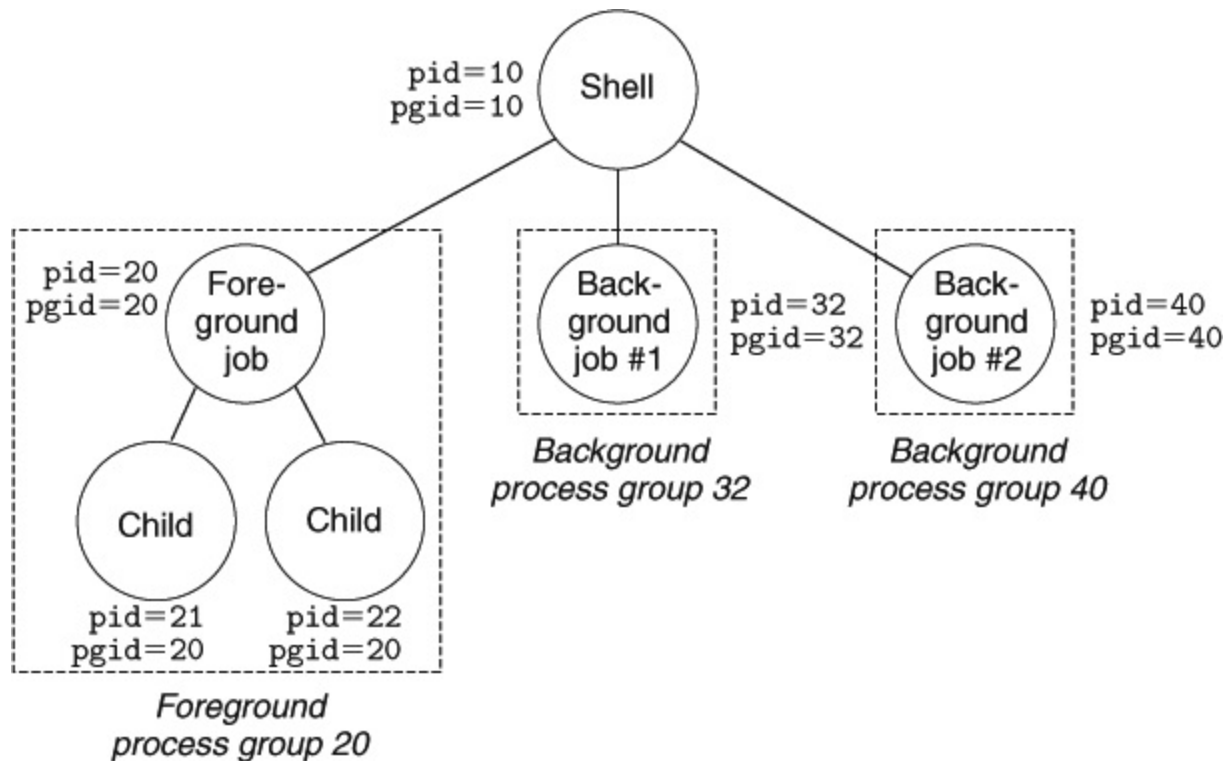 pid=10
pgid=10
Shell
pid=20
pgid=20
Fore-
ground
job
Back-
ground
job #1
pid=32
pgid=32
Back-
ground
job #2
pid=40
pgid=40
Background
process group 32
Background
process group 40
Child
Child
pid=21
pgid=20
pid=22
pgid=20
Foreground
process group 20